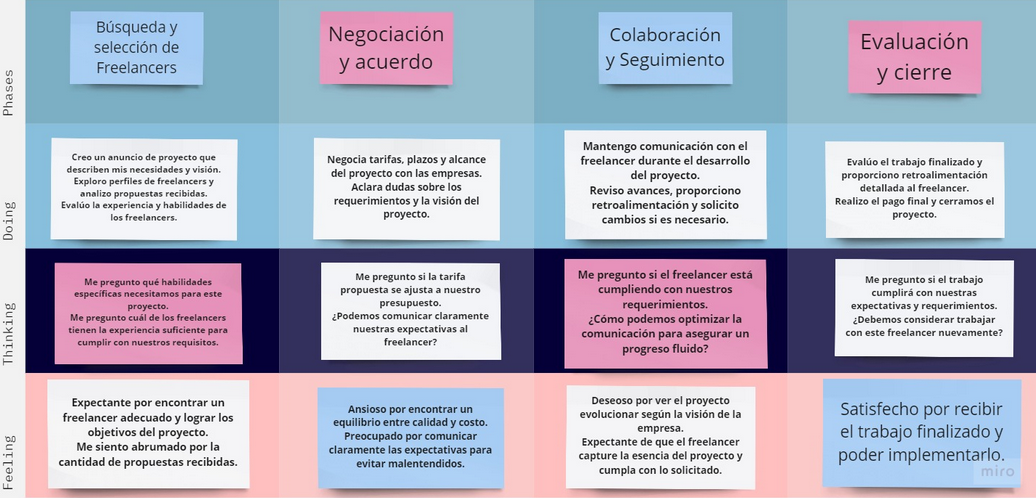 Phases
Búsqueda y
selección de
Freelancers
Negociación
y acuerdo
Colaboración
y Seguimiento
Evaluación
y cierre
Doing
Creo un anuncio de proyecto que
describen mis necesidades y visión.
Exploro perfiles de freelancers y
analizo propuestas recibidas.
Evalúo la experiencia y habilidades de
los freelancers.
Negocia tarifas, plazos y alcance
del proyecto con las empresas.
Aclara dudas sobre los
requerimientos y la visión del
proyecto.
Mantengo comunicación con el
freelancer durante el desarrollo
del proyecto.
Reviso avances, proporciono
retroalimentación y solicito
cambios si es necesario.
Evalúo el trabajo finalizado y
proporciono retroalimentación
detallada al freelancer.
Realizo el pago final y cerramos el
proyecto.
Thinking
Me pregunto qué habilidades
específicas necesitamos para este
proyecto.
Me pregunto cuál de los freelancers
tienen la experiencia suficiente para
cumplir con nuestros requisitos.
Me pregunto si la tarifa
propuesta se ajusta a nuestro
presupuesto.
¿Podemos comunicar claramente
nuestras expectativas al
freelancer?
Me pregunto si el freelancer está
cumpliendo con nuestros
requerimientos.
¿Cómo podemos optimizar la
comunicación para asegurar un
progreso fluido?
Me pregunto si el trabajo
cumplirá con nuestras
expectativas y requerimientos.
¿Debemos considerar trabajar
con este freelancer nuevamente?
Feeling
Expectante por encontrar un
freelancer adecuado y lograr los
objetivos del proyecto.
Me siento abrumado por la
cantidad de propuestas recibidas.
Ansioso por encontrar un
equilibrio entre calidad y costo.
Preocupado por comunicar
claramente las expectativas para
evitar malentendidos.
Deseoso por ver el proyecto
evolucionar según la visión de la
empresa.
Expectante de que el freelancer
capture la esencia del proyecto y
cumpla con lo solicitado.
Satisfecho por recibir
el trabajo finalizado y
poder implementarlo.
miro